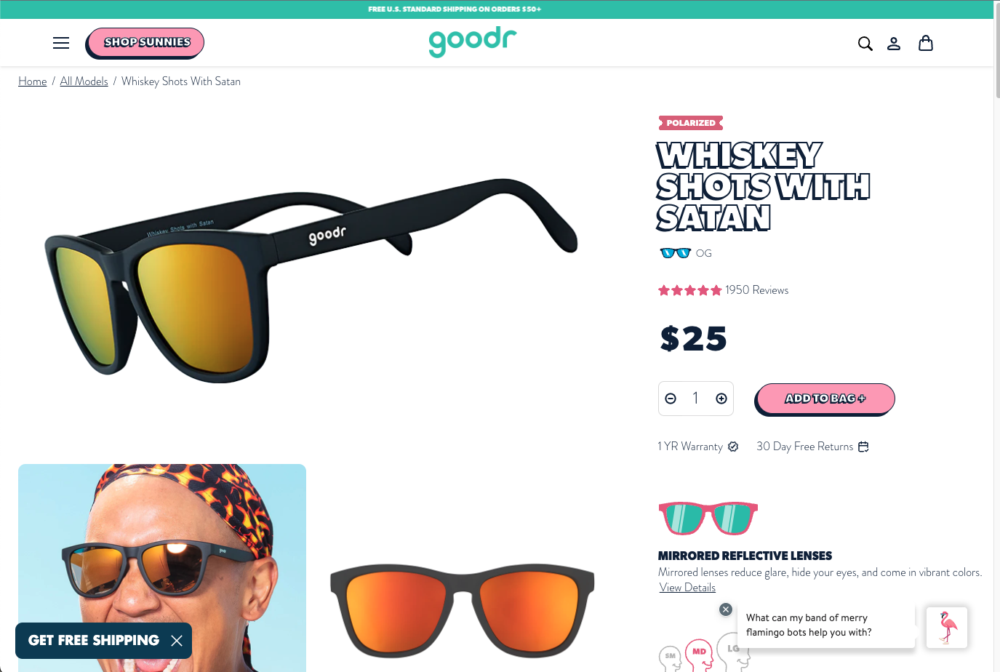 FREE U.S. STANDARD SHIPPING ON ORDERS $50+
SHOP SUNNIES
goodr
Home / All Models / Whiskey Shots With Satan
POLARIZED
WHISKEY
SHOTS WITH
SATAN
OG
1950 Reviews
$25
1
ADD TO BAG +
1 YR Warranty
30 Day Free Returns
Whiskey Shots with Satan
goodr
goodr
MIRRORED REFLECTIVE LENSES
Mirrored lenses reduce glare, hide your eyes, and come in vibrant colors.
View Details
What can my band of merry
flamingo bots help you with?
SM
MD
LG
GET FREE SHIPPING